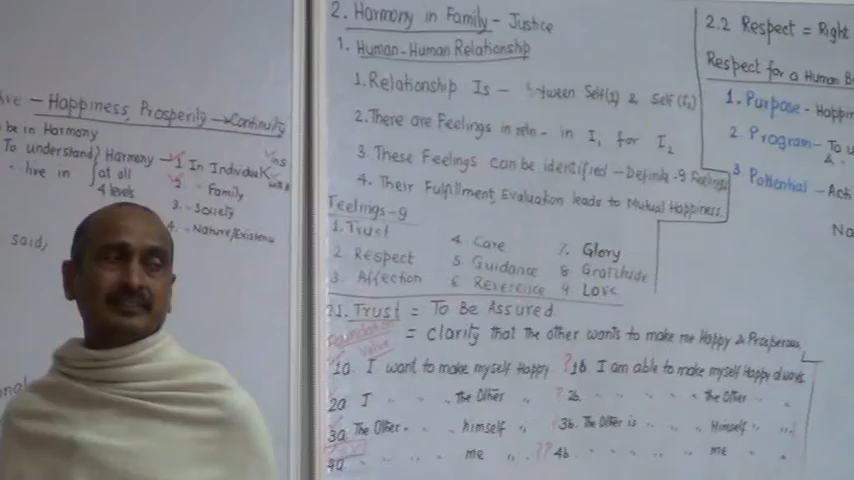 ve - Happiness, Prosperity → Continuity
be in Harmony
To understand } Harmony - 1 In Individual
live in } at all 2 - Family
4 levels 3. - Society
4. - Nature/Existence
said,
2. Harmony in Family - Justice
1. Human-Human Relationship
1. Relationship Is - between Self(I1) & Self(I2)
2. There are Feelings in reln - in I1 for I2
3. These Feelings can be identified - Definite - 9 Feelings
4. Their Fulfillment, Evaluation leads to Mutual Happiness.
Feelings - 9
1. Trust 4. Care 7. Glory
2 Respect 5 Guidance 8 Gratitude
3. Affection 6 Reverence 9 Love
21. Trust = To Be Assured
= clarity that the other wants to make me Happy & Prosperous
Foundation Value
1a. I want to make myself Happy ? 1b I am able to make myself Happy always
2a I " " the Other " ? 2b. " " " " the Other "
3a The Other " " himself " ? 3b. The Other is " " " Himself " "
4a. " " " me " ?? 4b " " " " me " "
2.2 Respect = Right
Respect for a Human B
1. Purpose - Happin
2. Program - To u
&
3 Potential - Act
Na